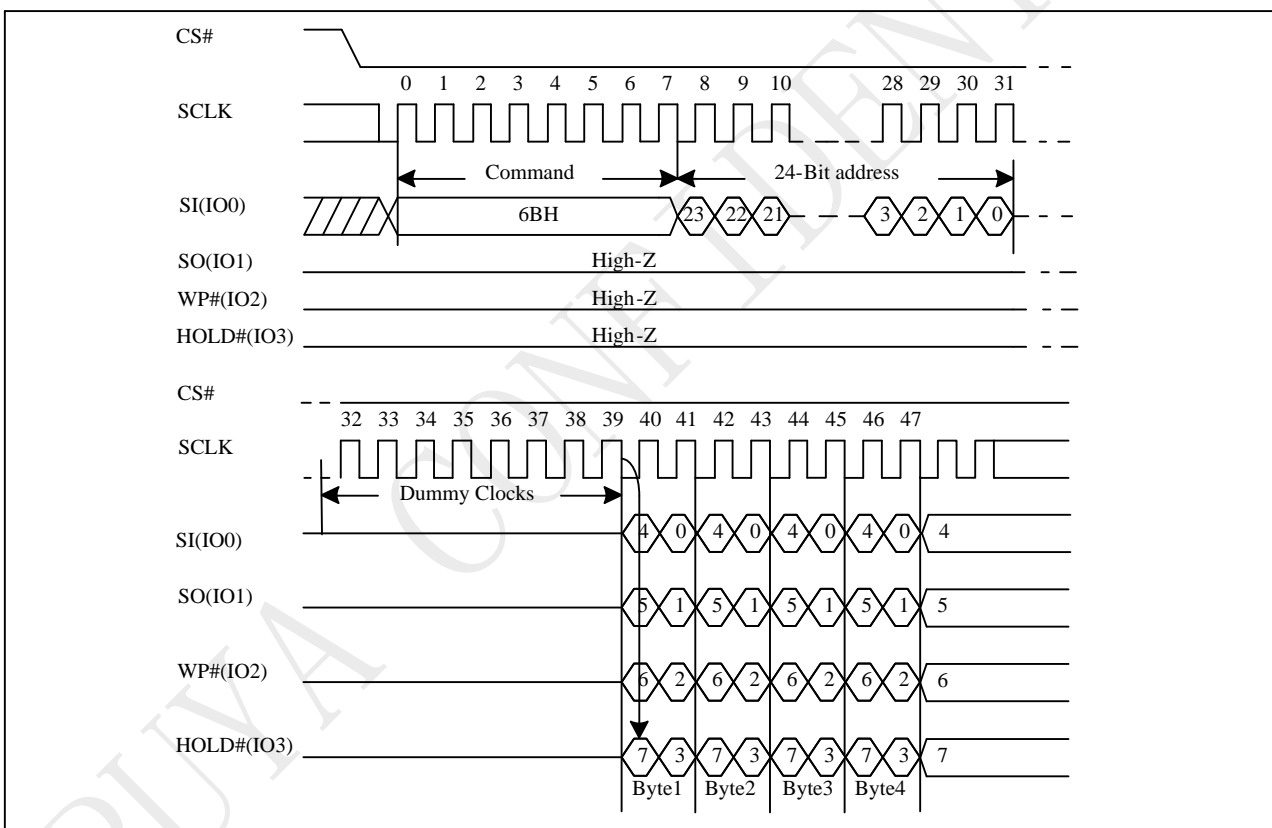 CS#
0 1 2 3 4 5 6 7 8 9 10 28 29 30 31
SCLK
Command 24-Bit address
SI(IO0) 6BH 23 22 21 3 2 1 0
SO(IO1) High-Z
WP#(IO2) High-Z
HOLD#(IO3) High-Z
CS#
32 33 34 35 36 37 38 39 40 41 42 43 44 45 46 47
SCLK
Dummy Clocks
SI(IO0) 4 0 4 0 4 0 4 0 4
SO(IO1) 5 1 5 1 5 1 5 1 5
WP#(IO2) 6 2 6 2 6 2 6 2 6
HOLD#(IO3) 7 3 7 3 7 3 7 3 7
Byte1 Byte2 Byte3 Byte4
PUYA CONFIDENT